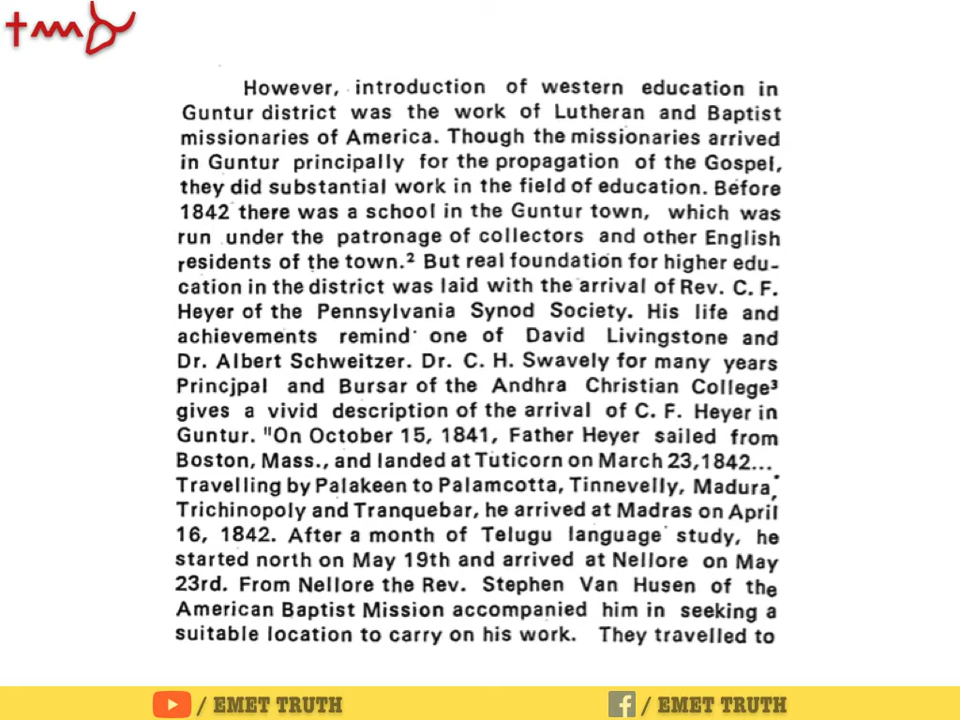 However, introduction of western education in
Guntur district was the work of Lutheran and Baptist
missionaries of America. Though the missionaries arrived
in Guntur principally for the propagation of the Gospel,
they did substantial work in the field of education. Before
1842 there was a school in the Guntur town, which was
run under the patronage of collectors and other English
residents of the town.² But real foundation for higher edu-
cation in the district was laid with the arrival of Rev. C. F.
Heyer of the Pennsylvania Synod Society. His life and
achievements remind one of David Livingstone and
Dr. Albert Schweitzer. Dr. C. H. Swavely for many years
Princjpal and Bursar of the Andhra Christian College³
gives a vivid description of the arrival of C. F. Heyer in
Guntur. "On October 15, 1841, Father Heyer sailed from
Boston, Mass., and landed at Tuticorn on March 23,1842...
Travelling by Palakeen to Palamcotta, Tinnevelly, Madura,
Trichinopoly and Tranquebar, he arrived at Madras on April
16, 1842. After a month of Telugu language study, he
started north on May 19th and arrived at Nellore on May
23rd. From Nellore the Rev. Stephen Van Husen of the
American Baptist Mission accompanied him in seeking a
suitable location to carry on his work. They travelled to
/ EMET TRUTH
/ EMET TRUTH